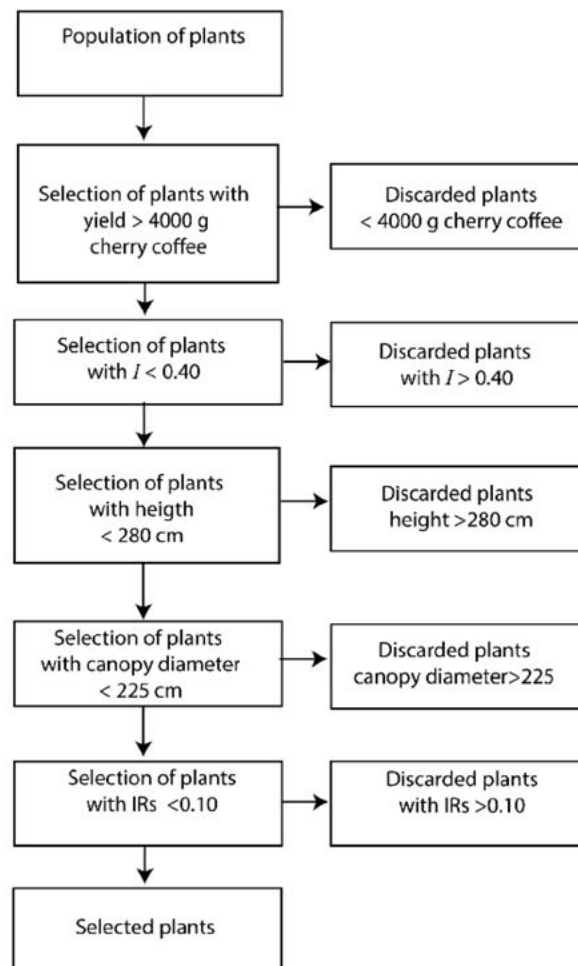 Population of plants
Selection of plants with
yield > 4000 g
cherry coffee
Discarded plants
< 4000 g cherry coffee
Selection of plants
with I < 0.40
Discarded plants
with I > 0.40
Selection of plants
with heigth
< 280 cm
Discarded plants
height >280 cm
Selection of plants
with canopy diameter
< 225 cm
Discarded plants
canopy diameter>225
Selection of plants
with IRs <0.10
Discarded plants
with IRs >0.10
Selected plants